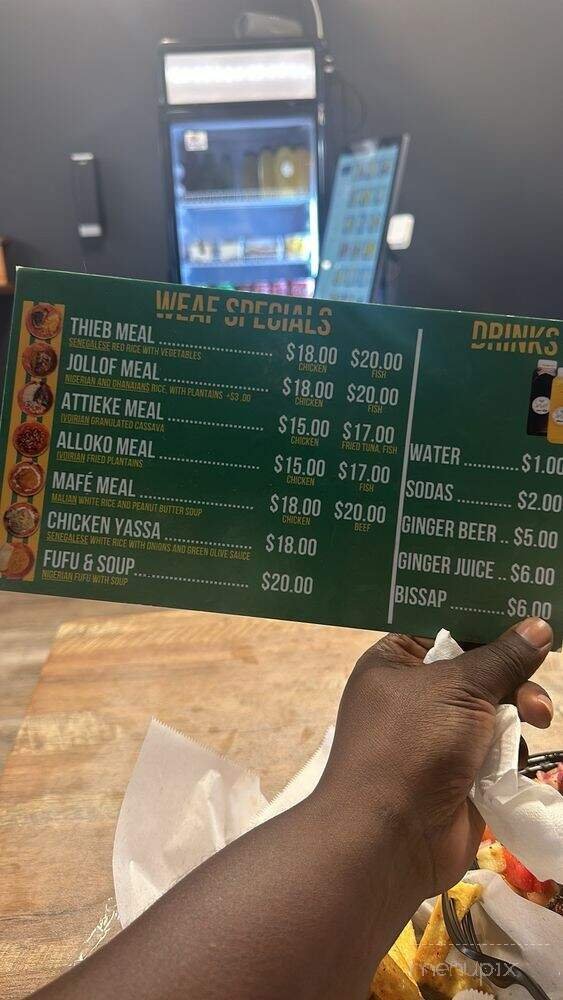 WEAF SPECIALS
THIEB MEAL ........ $18.00 $20.00
SENEGALESE RED RICE WITH VEGETABLES CHICKEN FISH
JOLLOF MEAL ........ $18.00 $20.00
NIGERIAN AND GHANAIANS RICE, WITH PLANTAINS +$3.00 CHICKEN FISH
ATTIEKE MEAL ........ $15.00 $17.00
IVOIRIAN GRANULATED CASSAVA CHICKEN FRIED TUNA, FISH
ALLOKO MEAL ........ $15.00 $17.00
IVOIRIAN FRIED PLANTAINS CHICKEN FISH
MAFÉ MEAL ........ $18.00 $20.00
MALIAN WHITE RICE AND PEANUT BUTTER SOUP CHICKEN BEEF
CHICKEN YASSA ........ $18.00
SENEGALESE WHITE RICE WITH ONIONS AND GREEN OLIVE SAUCE
FUFU & SOUP........ $20.00
NIGERIAN FUFU WITH SOUP
DRINKS
WATER ........ $1.00
SODAS ........ $2.00
GINGER BEER .. $5.00
GINGER JUICE .. $6.00
BISSAP ........ $6.00
menupix